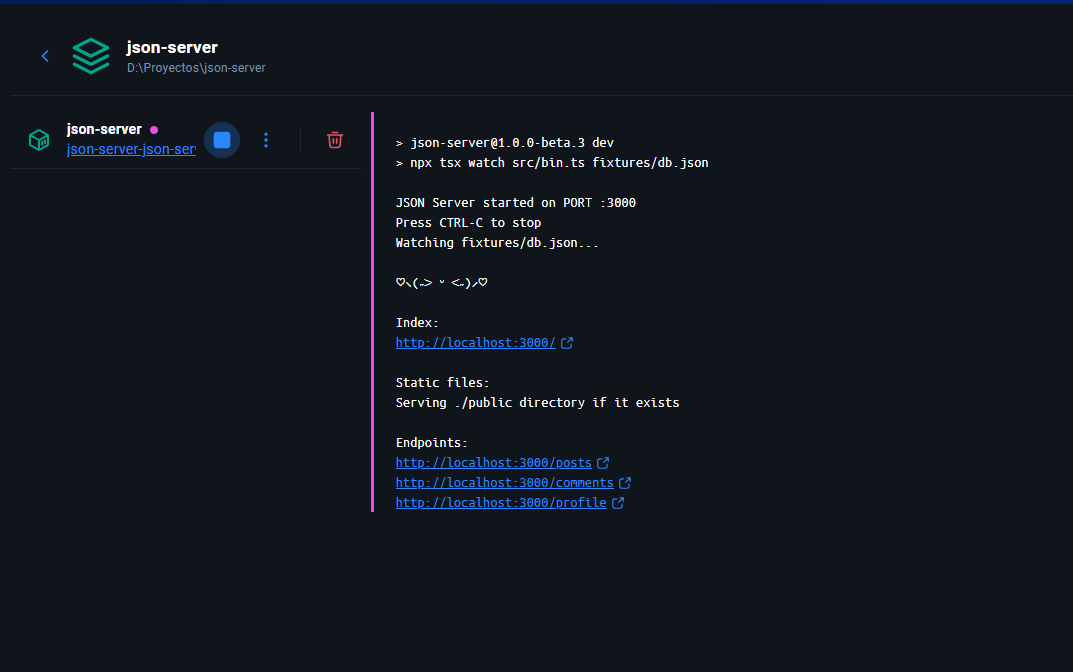 json-server
D:\Proyectos\json-server
json-server
json-server-json-ser
> json-server@1.0.0-beta.3 dev
> npx tsx watch src/bin.ts fixtures/db.json
JSON Server started on PORT :3000
Press CTRL-C to stop
Watching fixtures/db.json...
♡⸜(˶˃ ᵕ ˂˶)⸝♡
Index:
http://localhost:3000/
Static files:
Serving ./public directory if it exists
Endpoints:
http://localhost:3000/posts
http://localhost:3000/comments
http://localhost:3000/profile